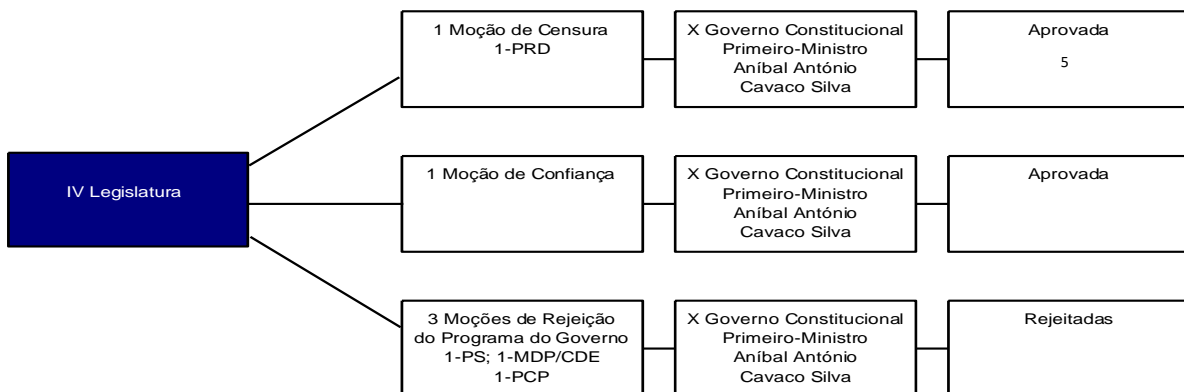 IV Legislatura
1 Moção de Censura
1-PRD
X Governo Constitucional
Primeiro-Ministro
Aníbal António
Cavaco Silva
Aprovada
5
1 Moção de Confiança
X Governo Constitucional
Primeiro-Ministro
Aníbal António
Cavaco Silva
Aprovada
3 Moções de Rejeição
do Programa do Governo
1-PS; 1-MDP/CDE
1-PCP
X Governo Constitucional
Primeiro-Ministro
Aníbal António
Cavaco Silva
Rejeitadas